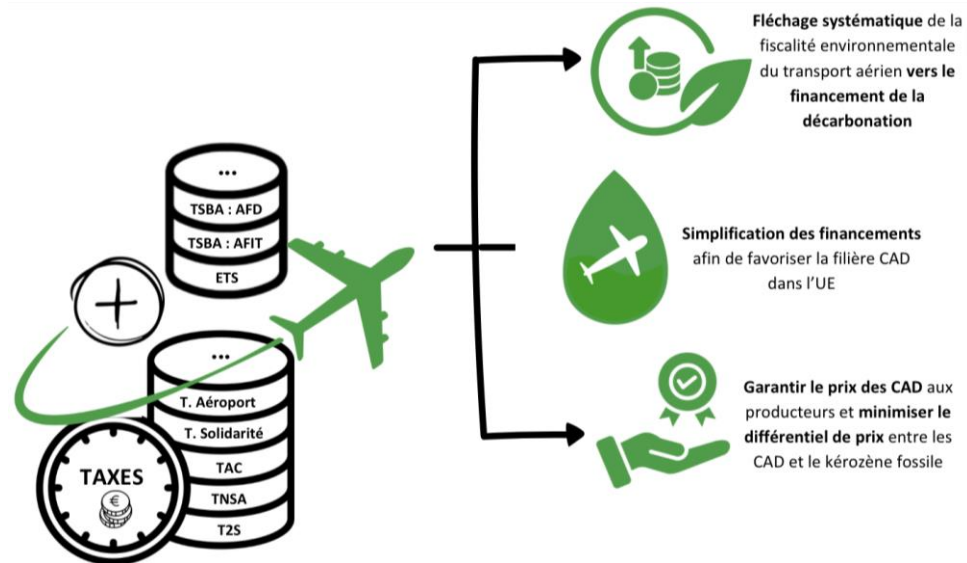 ...
TSBA : AFD
TSBA : AFIT
ETS
...
T. Aéroport
T. Solidarité
TAC
TNSA
T2S
TAXES
€
Fléchage systématique de la
fiscalité environnementale
du transport aérien vers le
financement de la
décarbonation
Simplification des financements
afin de favoriser la filière CAD
dans l’UE
Garantir le prix des CAD aux
producteurs et minimiser le
différentiel de prix entre les
CAD et le kérozène fossile